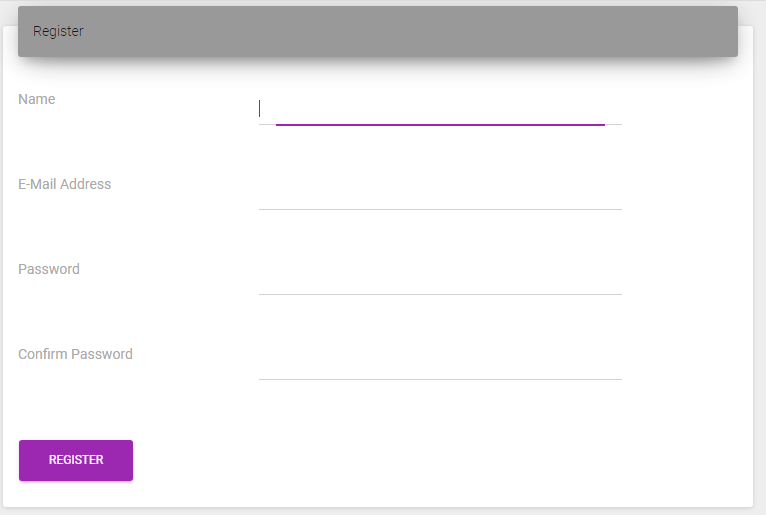 Register
Name
E-Mail Address
Password
Confirm Password
REGISTER